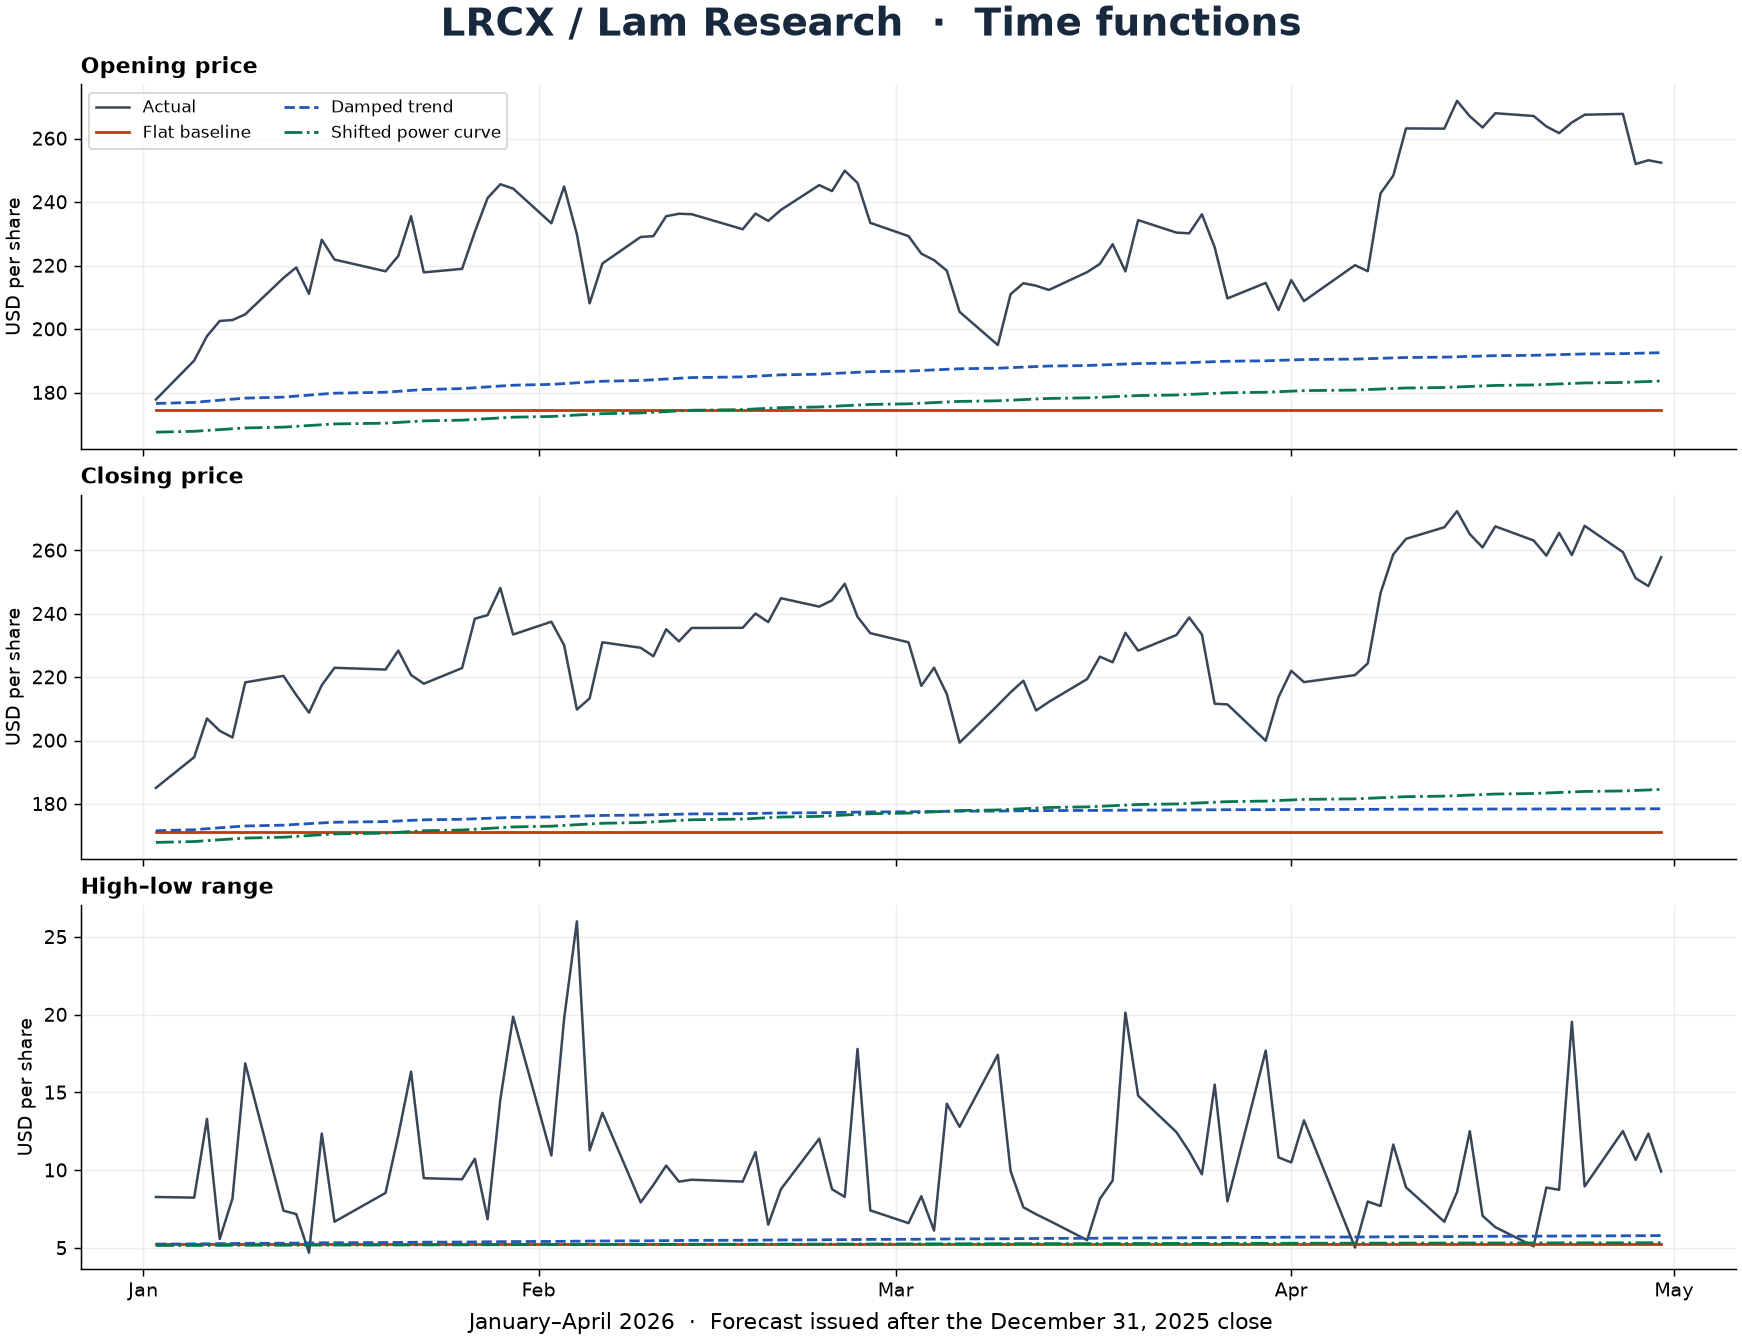 LRCX / Lam Research · Time functions
Opening price
Actual
Flat baseline
Damped trend
Shifted power curve
USD per share
260
240
220
200
180
Closing price
USD per share
260
240
220
200
180
High–low range
USD per share
25
20
15
10
5
Jan
Feb
Mar
Apr
May
January–April 2026 · Forecast issued after the December 31, 2025 close